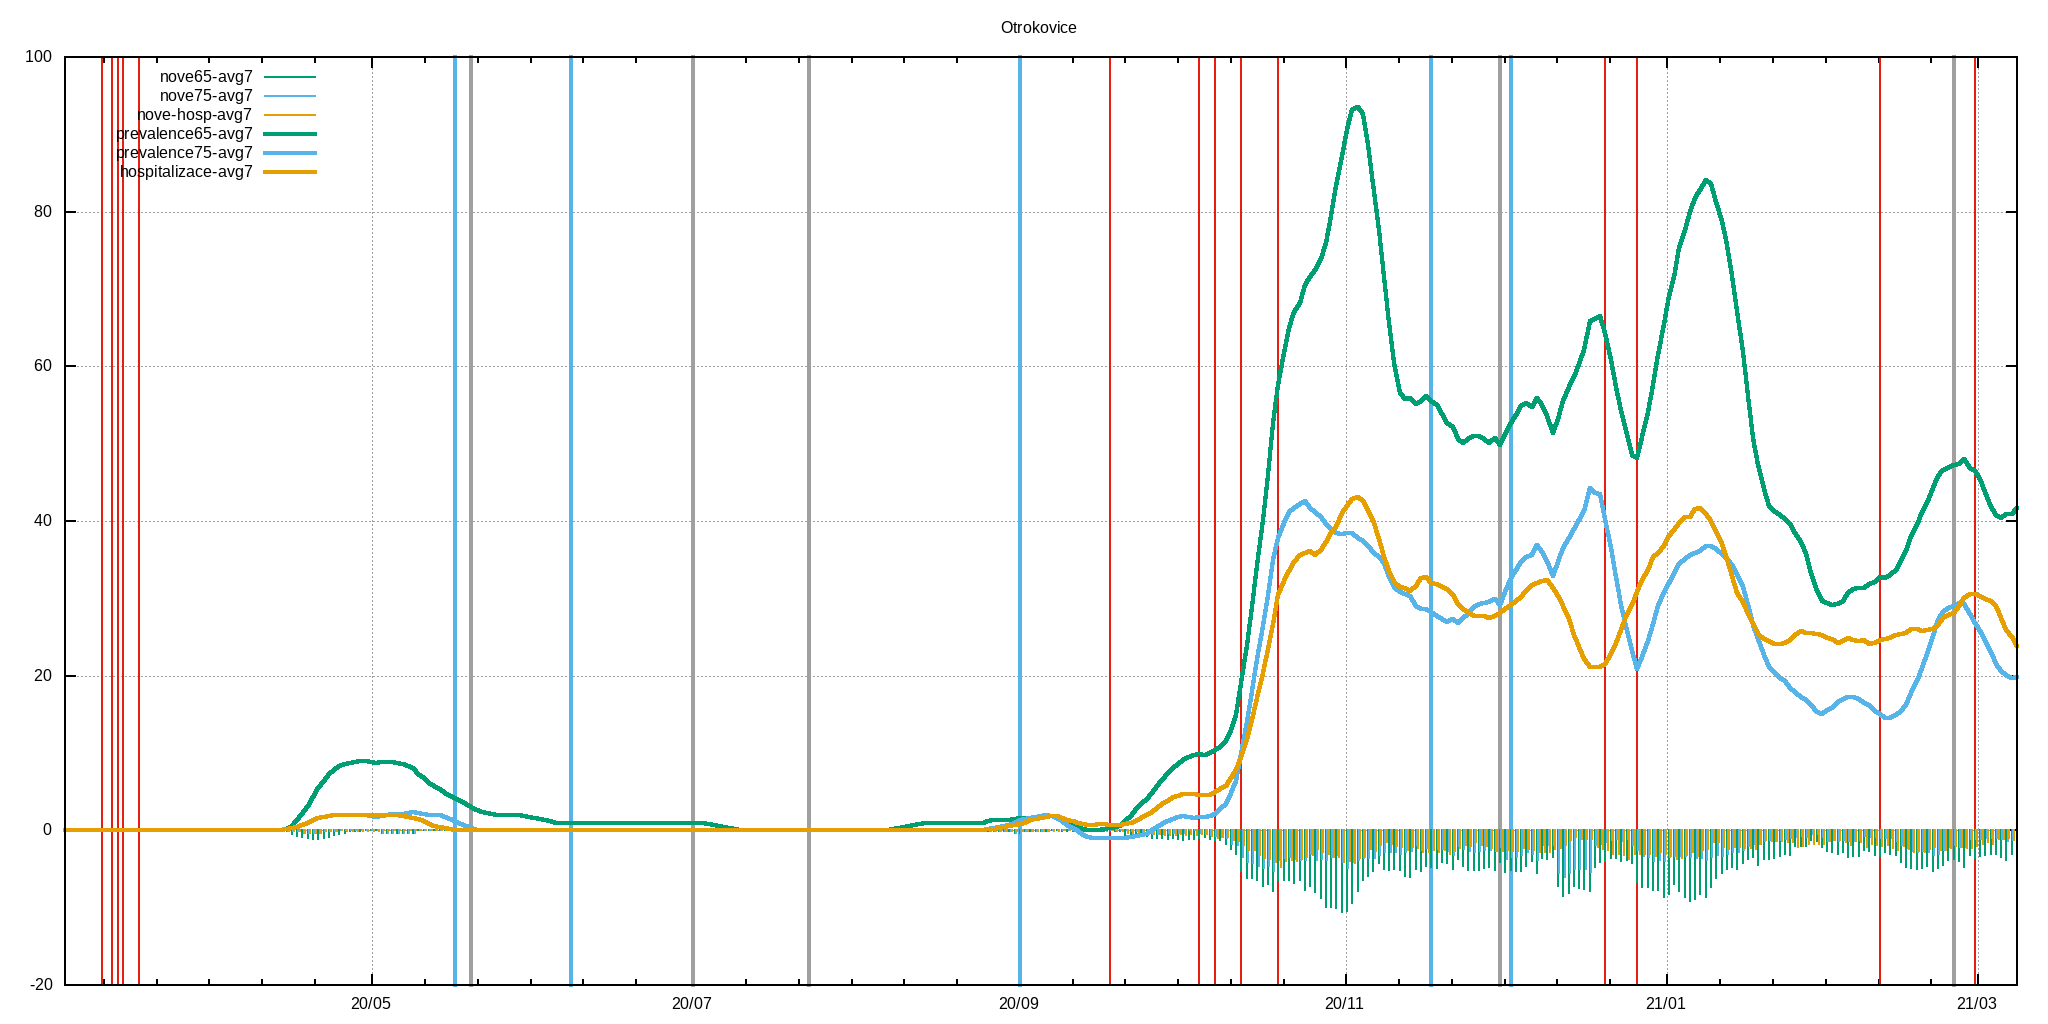 Otrokovice
100
80
60
40
20
0
-20
nove65-avg7
nove75-avg7
nove-hosp-avg7
prevalence65-avg7
prevalence75-avg7
hospitalizace-avg7
20/05 20/07 20/09 20/11 21/01 21/03